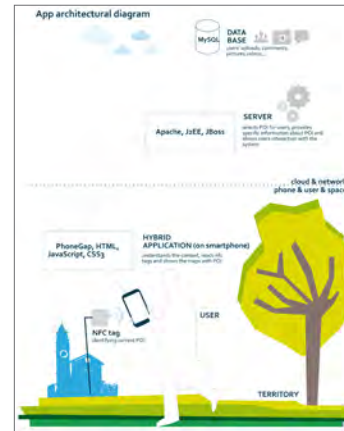 App architectural diagram
MySQL
DATA
BASE
users' uploads, comments,
pictures, videos...
Apache, J2EE, JBoss
SERVER
selects POI for users, provides
specific information about POI and
allows users interaction with the
system
cloud & network
phone & user & space
PhoneGap, HTML,
JavaScript, CSS3
HYBRID
APPLICATION (on smartphone)
understands the context, reads nfc
tags and shows the maps with POI
USER
NFC tag
identifying current POI
TERRITORY